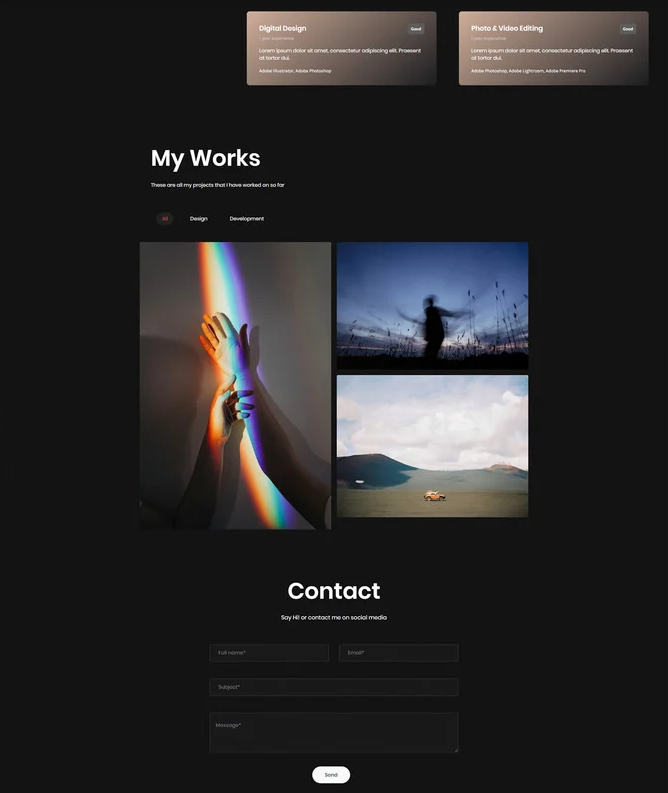 Digital Design
Good
1 year experience
Lorem ipsum dolor sit amet, consectetur adipiscing elit. Praesent
at tortor dui.
Adobe Illustrator, Adobe Photoshop
Photo & Video Editing
Good
Lorem ipsum dolor sit amet, consectetur adipiscing elit. Praesent
at tortor dui.
Adobe Photoshop, Adobe Lightroom, Adobe Premiere Pro
My Works
These are all my projects that I have worked on so far
All
Design
Development
Contact
Say Hi! or contact me on social media
Full name*
Email*
Subject*
Message*
Send